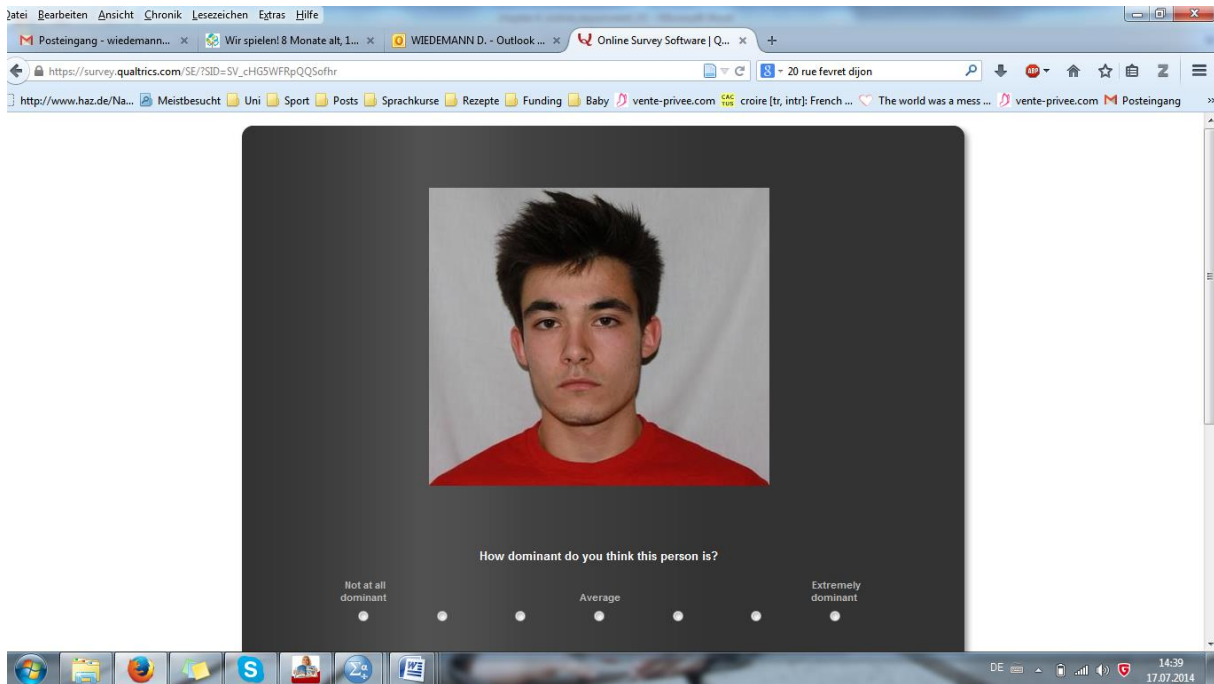 Datei Bearbeiten Ansicht Chronik Lesezeichen Extras Hilfe
Posteingang - wiedemann... Wir spielen! 8 Monate alt, 1... WIEDEMANN D. - Outlook ... Online Survey Software | Q...
https://survey.qualtrics.com/SE/?SID=SV_cHG5WFRpQQSofhr 20 rue fevret dijon
http://www.haz.de/Na... Meistbesucht Uni Sport Posts Sprachkurse Rezepte Funding Baby vente-privee.com CAC TUS croire [tr, intr]: French ... The world was a mess ... vente-privee.com Posteingang
How dominant do you think this person is?
Not at all dominant Average Extremely dominant
DE 14:39
17.07.2014